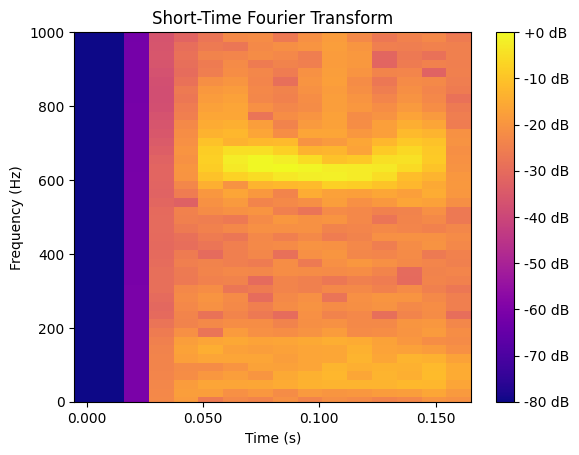 Short-Time Fourier Transform
1000
800
600
400
200
0
Frequency (Hz)
0.000
0.050
0.100
0.150
Time (s)
+0 dB
-10 dB
-20 dB
-30 dB
-40 dB
-50 dB
-60 dB
-70 dB
-80 dB